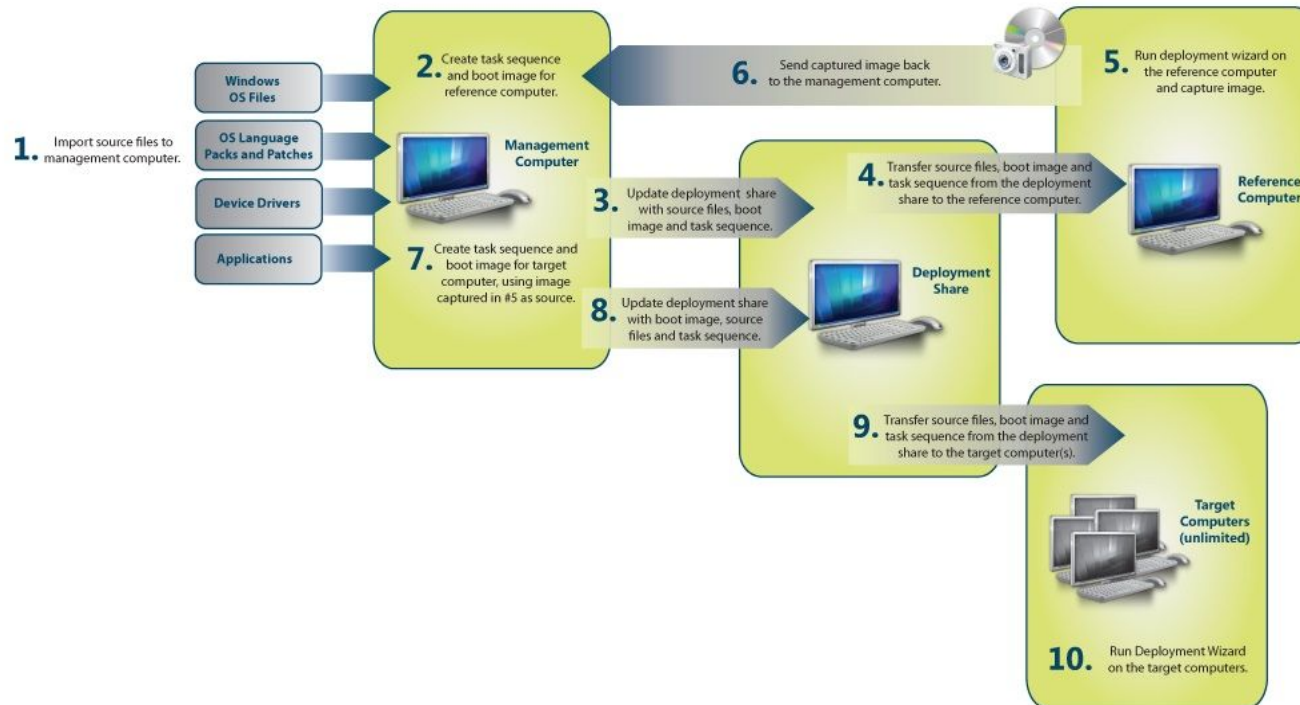 1. Import source files to
management computer.
Windows
OS Files
OS Language
Packs and Patches
Device Drivers
Applications
2. Create task sequence
and boot image for
reference computer.
Management
Computer
3. Update deployment share
with source files, boot
image and task sequence.
4. Transfer source files, boot image and
task sequence from the deployment
share to the reference computer.
5. Run deployment wizard on
the reference computer
and capture image.
Reference
Computer
6. Send captured image back
to the management computer.
7. Create task sequence and
boot image for target
computer, using image
captured in #5 as source.
8. Update deployment share
with boot image, source
files and task sequence.
Deployment
Share
9. Transfer source files, boot image and
task sequence from the deployment
share to the target computer(s).
Target
Computers
(unlimited)
10. Run Deployment Wizard
on the target computers.